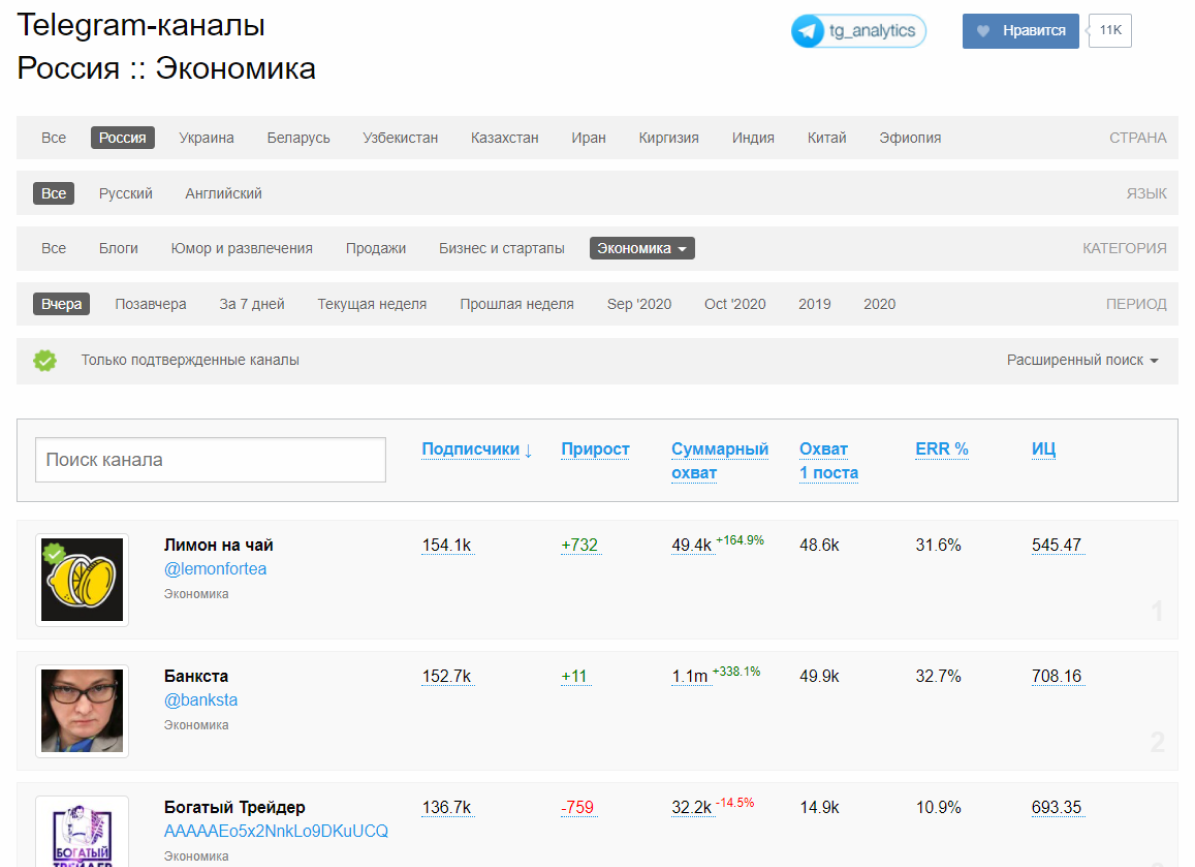 Telegram-каналы
tg_analytics
Нравится
11K
Россия :: Экономика
Все Россия Украина Беларусь Узбекистан Казахстан Иран Киргизия Индия Китай Эфиопия СТРАНА
Все Русский Английский ЯЗЫК
Все Блоги Юмор и развлечения Продажи Бизнес и стартапы Экономика КАТЕГОРИЯ
Вчера Позавчера За 7 дней Текущая неделя Прошлая неделя Sep '2020 Oct '2020 2019 2020 ПЕРИОД
Только подтвержденные каналы Расширенный поиск
Поиск канала
Подписчики ↓ Прирост Суммарный Охват ERR % ИЦ
охват 1 поста
Лимон на чай 154.1k +732 49.4k +164.9% 48.6k 31.6% 545.47
@lemonfortea
Экономика
1
Банкста 152.7k +11 1.1m +338.1% 49.9k 32.7% 708.16
@banksta
Экономика
2
Богатый Трейдер 136.7k -759 32.2k -14.5% 14.9k 10.9% 693.35
AAAAAEo5x2NnkLo9DKuUCQ
Экономика
БОГАТЫЙ